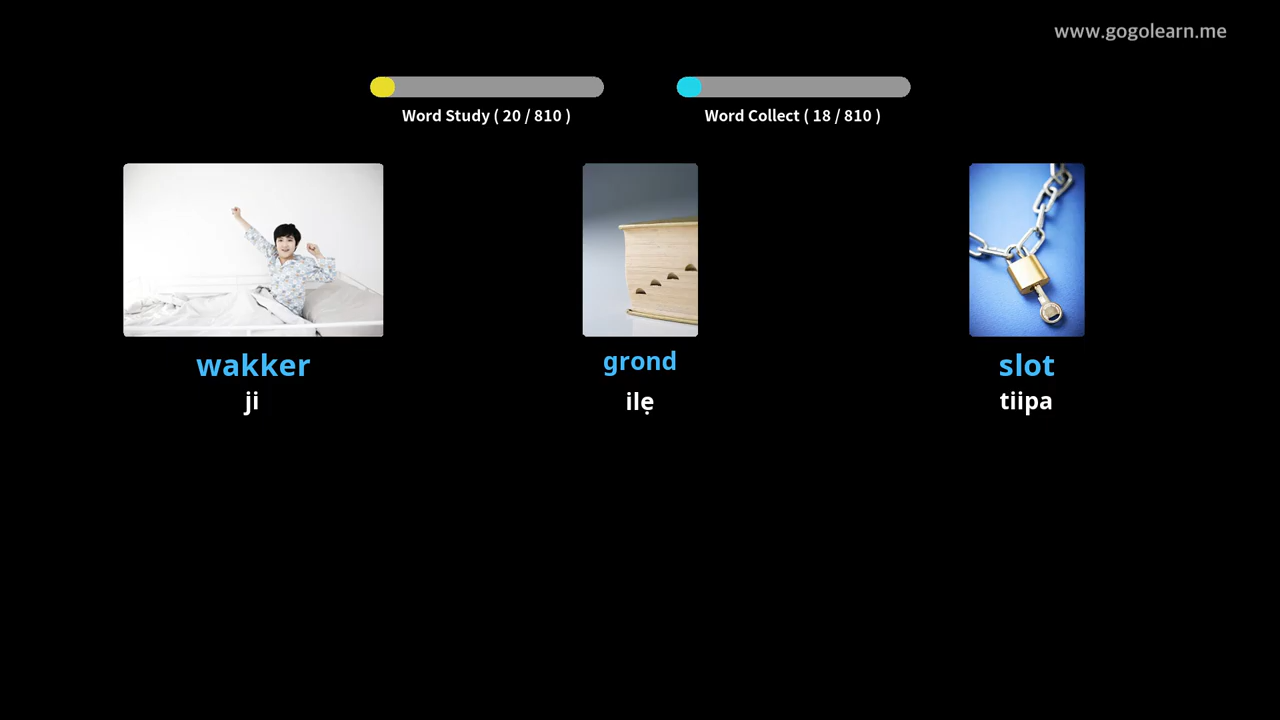 www.gogolearn.me
Word Study ( 20 / 810 )
Word Collect ( 18 / 810 )
wakker
ji
grond
ilẹ
slot
tiipa